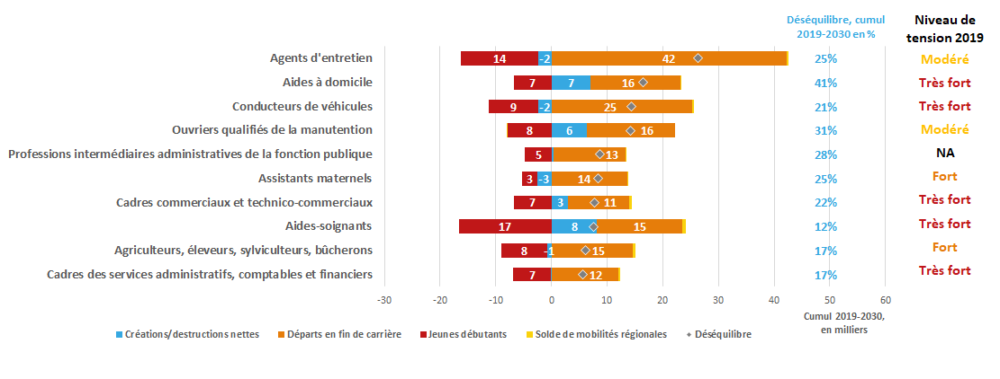 Déséquilibre, cumul
2019-2030 en %
Niveau de
tension 2019
Agents d'entretien 14 -2 42 25% Modéré
Aides à domicile 7 7 16 41% Très fort
Conducteurs de véhicules 9 -2 25 21% Très fort
Ouvriers qualifiés de la manutention 8 6 16 31% Modéré
Professions intermédiaires administratives de la fonction publique 5 13 28% NA
Assistants maternels 3 -3 14 25% Fort
Cadres commerciaux et technico-commerciaux 7 3 11 22% Très fort
Aides-soignants 17 8 15 12% Très fort
Agriculteurs, éleveurs, sylviculteurs, bûcherons 8 -1 15 17% Fort
Cadres des services administratifs, comptables et financiers 7 12 17% Très fort
-30 -20 -10 0 10 20 30 40 50 60
Cumul 2019-2030,
en milliers
Créations/destructions nettes Départs en fin de carrière Jeunes débutants Solde de mobilités régionales Déséquilibre